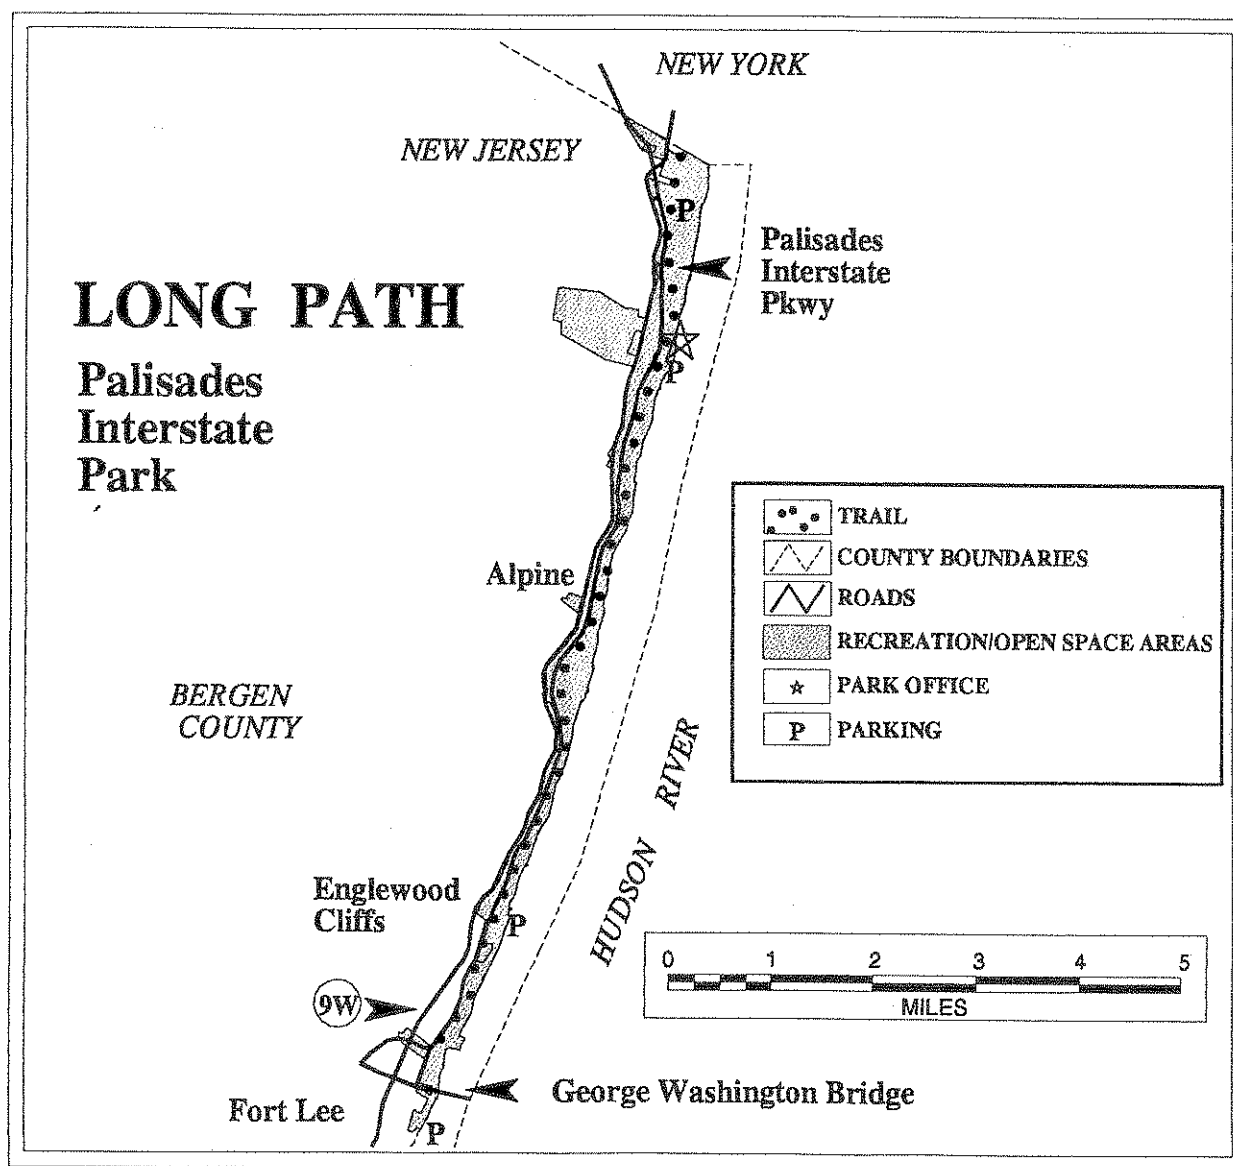 NEW YORK
NEW JERSEY
P
Palisades
Interstate
Pkwy
LONG PATH
Palisades
Interstate
Park
P
TRAIL
COUNTY BOUNDARIES
ROADS
RECREATION/OPEN SPACE AREAS
PARK OFFICE
P PARKING
Alpine
BERGEN
COUNTY
HUDSON RIVER
Englewood
Cliffs
P
0 1 2 3 4 5
MILES
9W
George Washington Bridge
Fort Lee
P